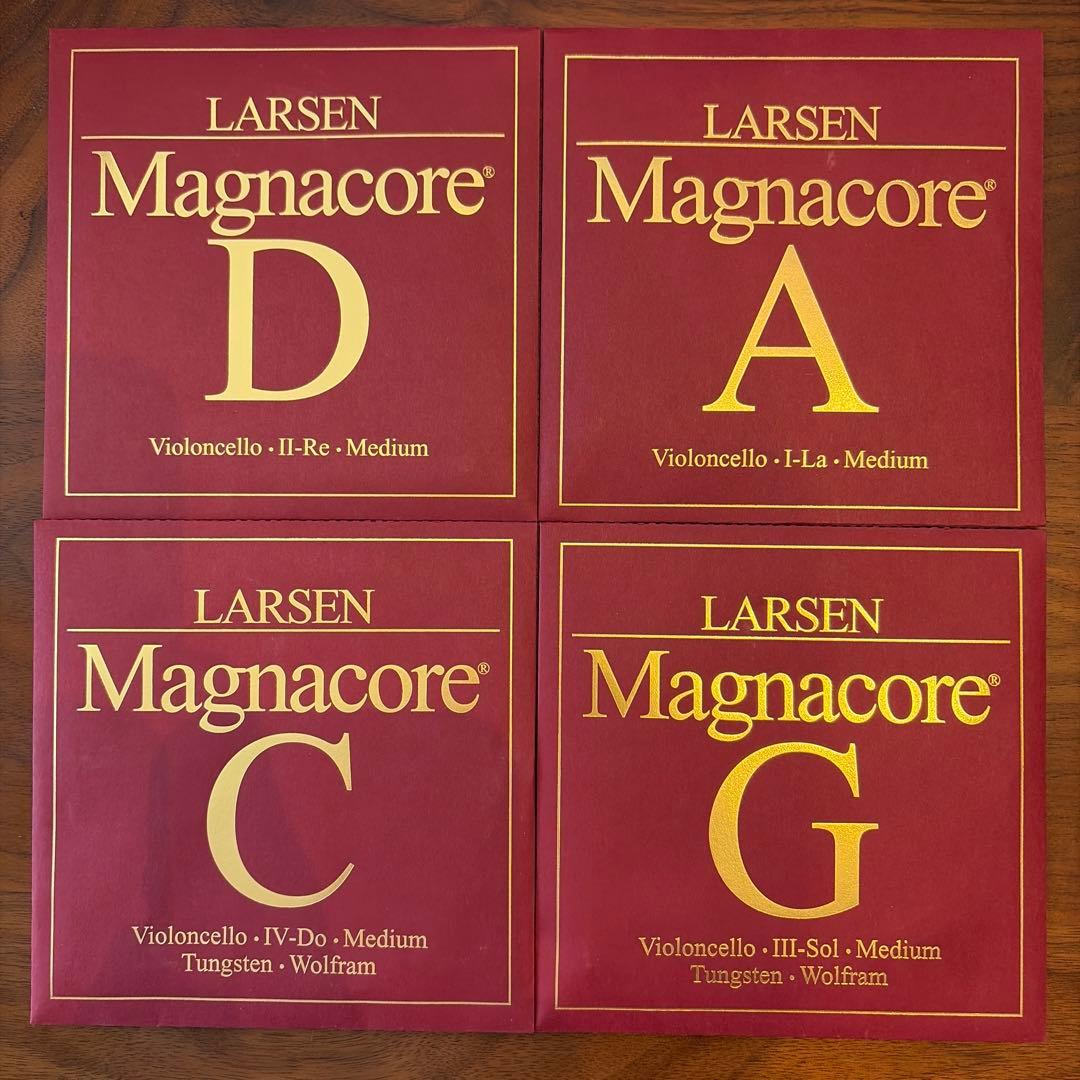 LARSEN
Magnacore®
D
Violoncello · II-Re · Medium
LARSEN
Magnacore®
A
Violoncello · I-La · Medium
LARSEN
Magnacore®
C
Violoncello · IV-Do · Medium
Tungsten · Wolfram
LARSEN
Magnacore®
G
Violoncello · III-Sol · Medium
Tungsten · Wolfram